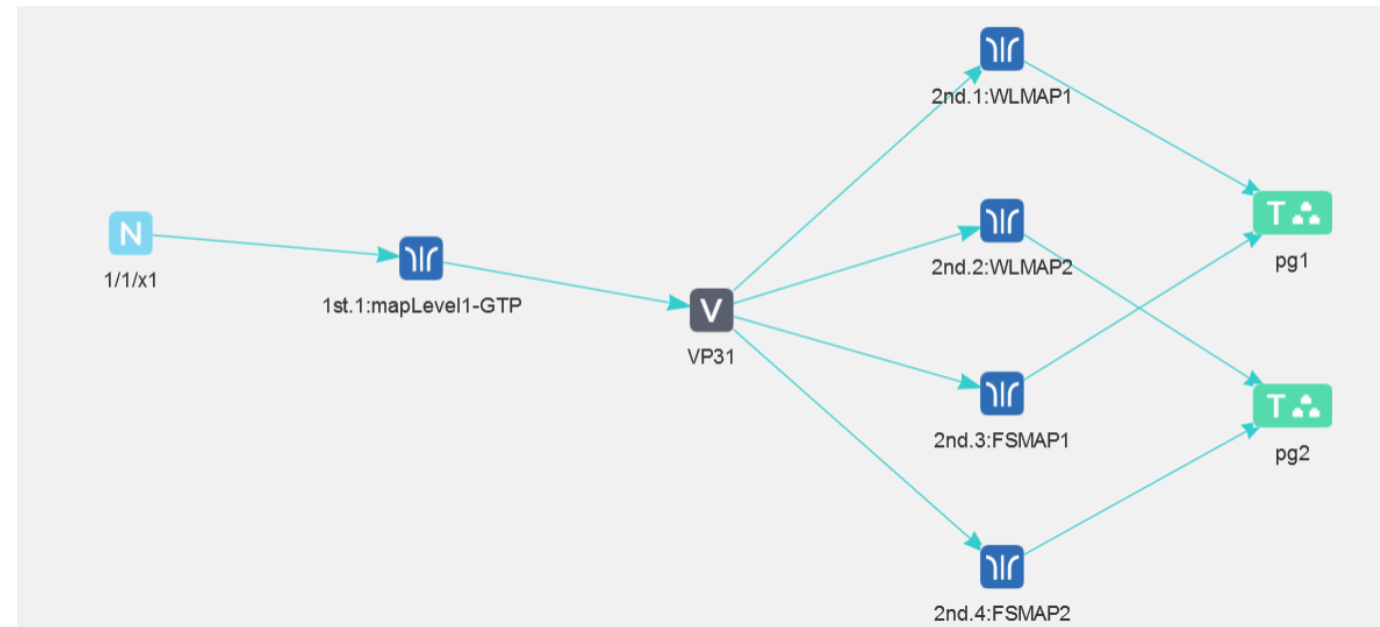 N
1/1/x1
1st.1:mapLevel1-GTP
V
VP31
2nd.1:WLMAP1
2nd.2:WLMAP2
2nd.3:FSMAP1
2nd.4:FSMAP2
T
pg1
T
pg2